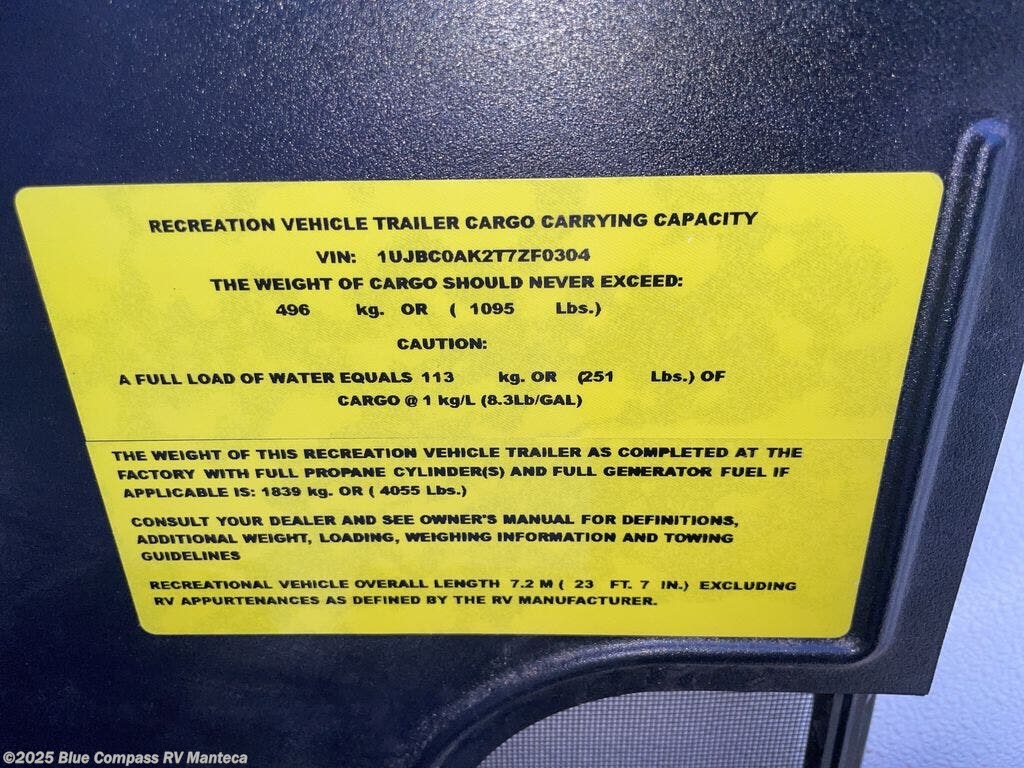 RECREATION VEHICLE TRAILER CARGO CARRYING CAPACITY
VIN: 1UJBC0AK2T7ZF0304
THE WEIGHT OF CARGO SHOULD NEVER EXCEED:
496 kg. OR ( 1095 Lbs.)
CAUTION:
A FULL LOAD OF WATER EQUALS 113 kg. OR (251 Lbs.) OF
CARGO @ 1 kg/L (8.3Lb/GAL)
THE WEIGHT OF THIS RECREATION VEHICLE TRAILER AS COMPLETED AT THE
FACTORY WITH FULL PROPANE CYLINDER(S) AND FULL GENERATOR FUEL IF
APPLICABLE IS: 1839 kg. OR ( 4055 Lbs.)
CONSULT YOUR DEALER AND SEE OWNER'S MANUAL FOR DEFINITIONS,
ADDITIONAL WEIGHT, LOADING, WEIGHING INFORMATION AND TOWING
GUIDELINES
RECREATIONAL VEHICLE OVERALL LENGTH 7.2 M ( 23 FT. 7 IN.) EXCLUDING
RV APPURTENANCES AS DEFINED BY THE RV MANUFACTURER.
©2025 Blue Compass RV Manteca